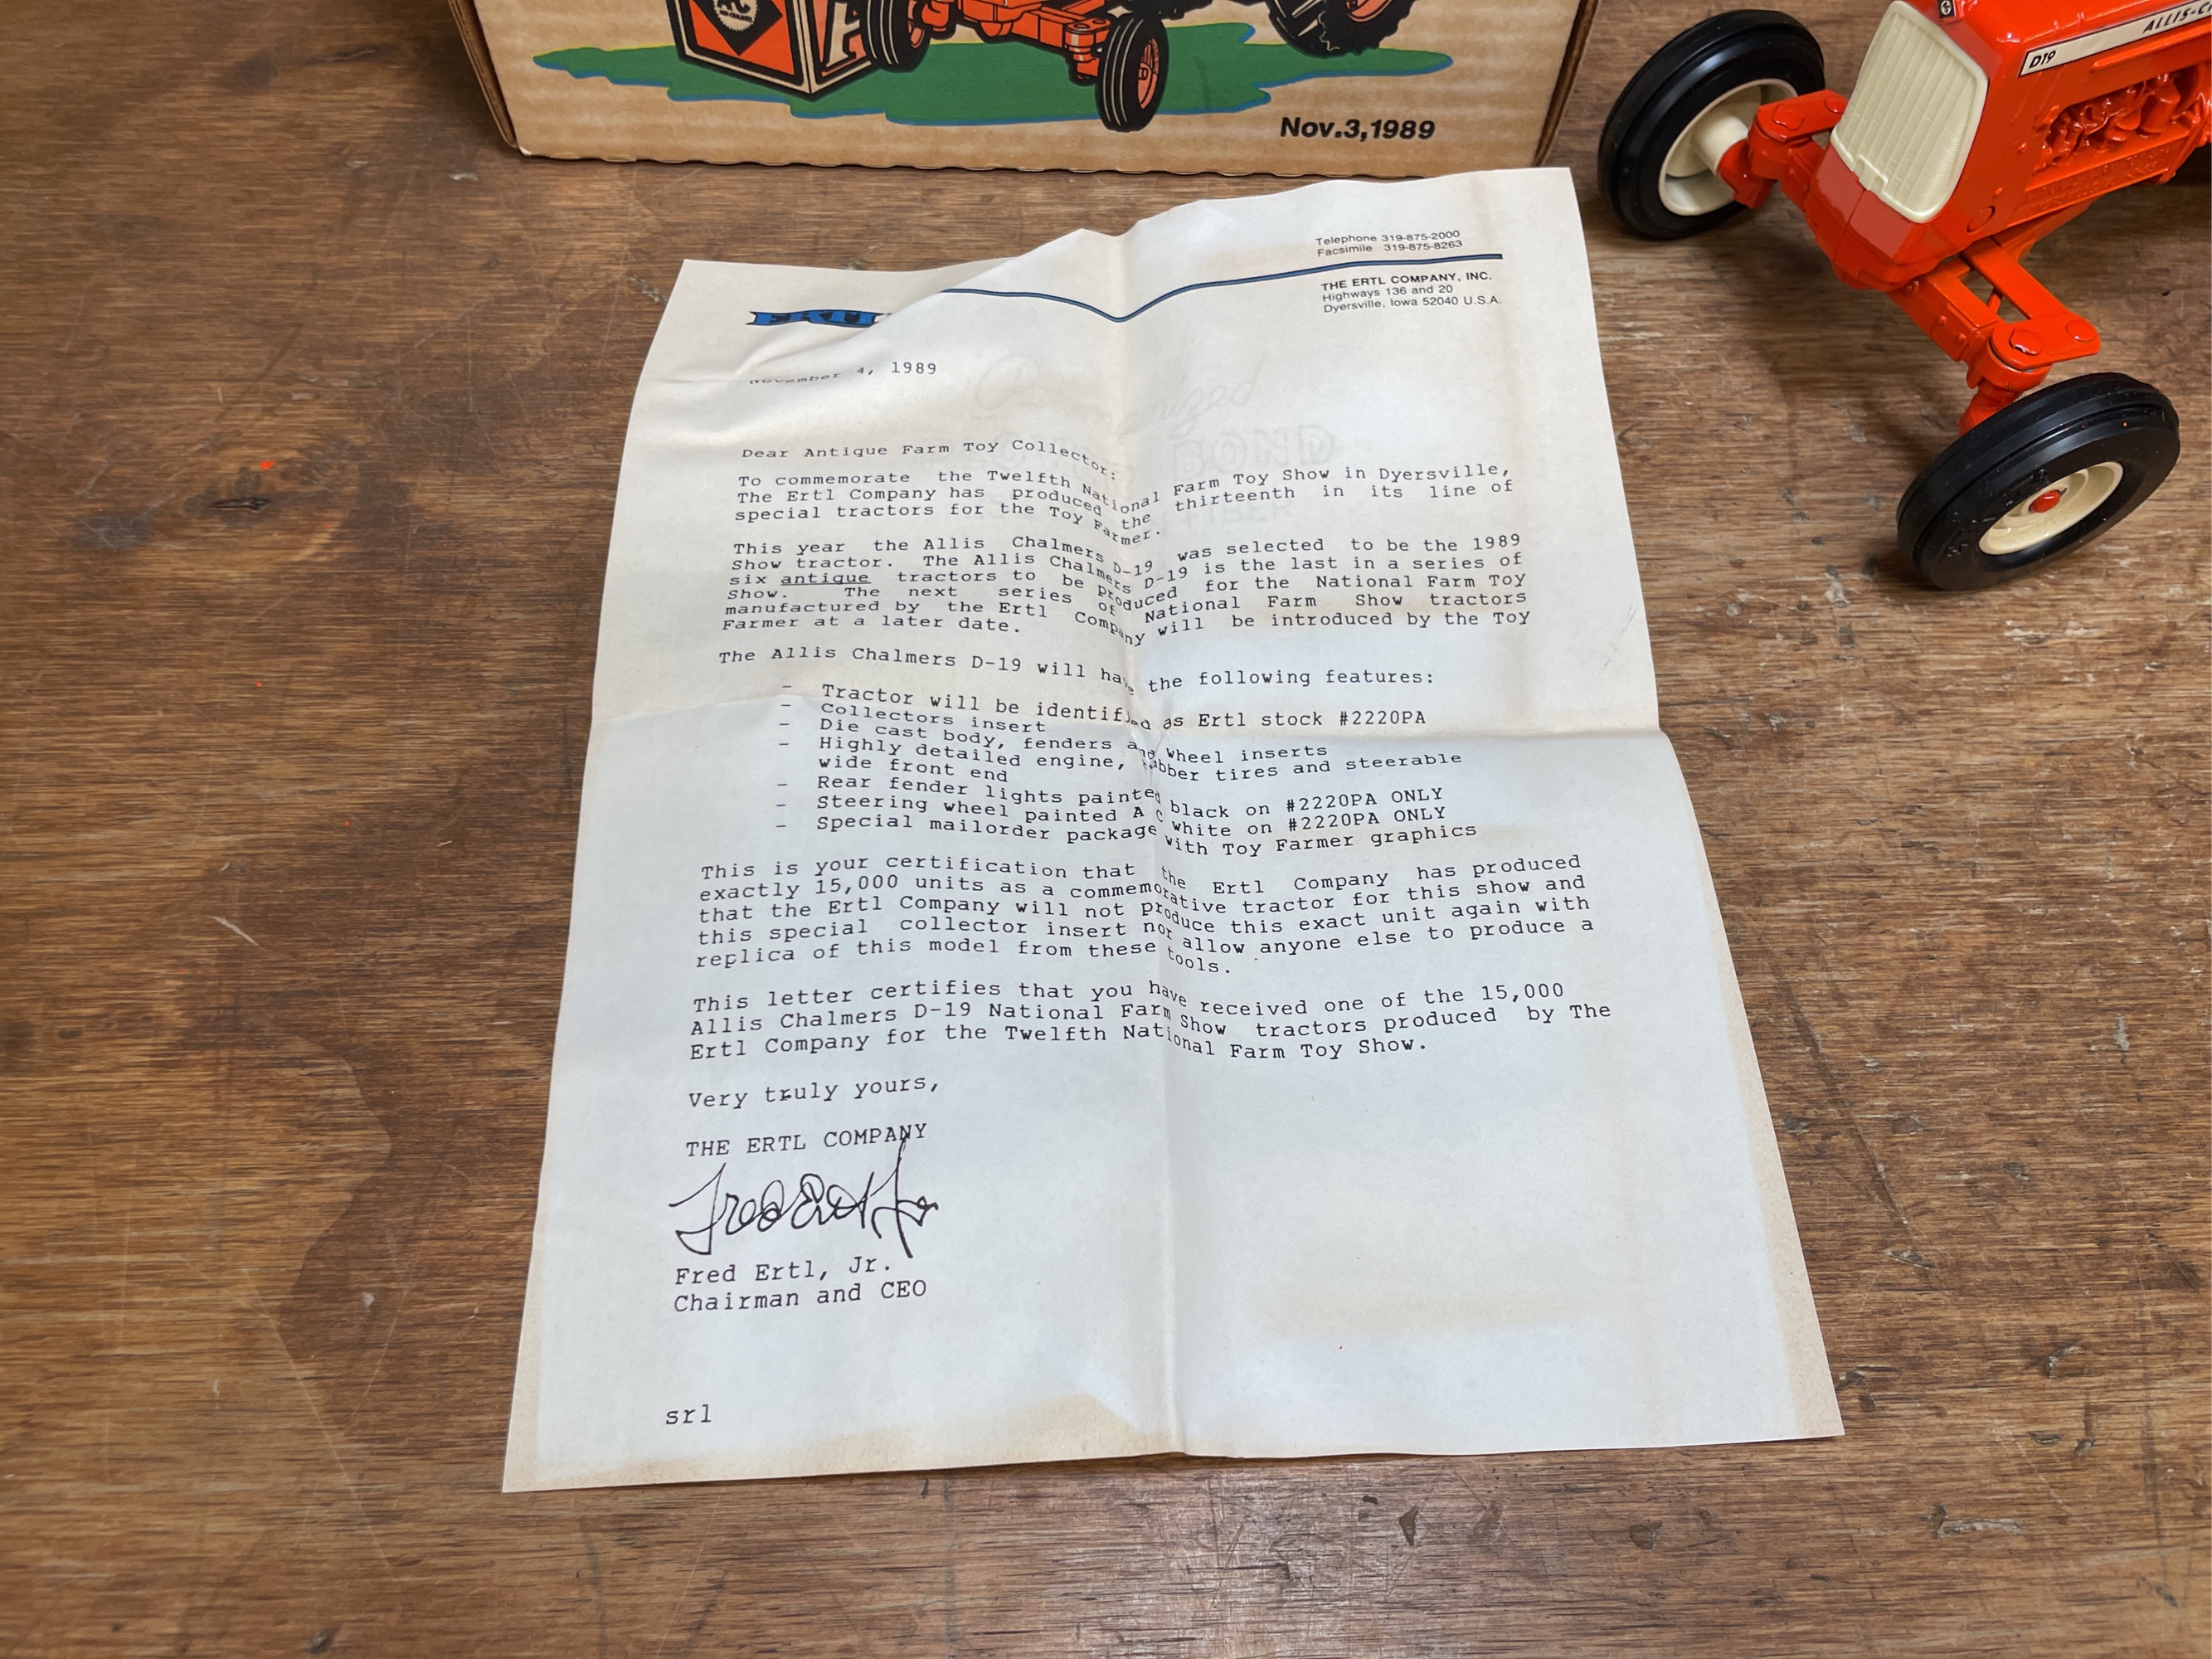 AC
A
Nov.3,1989
D19
ALLIS-C
Telephone 319-875-2000
Facsimile 319-875-8263
THE ERTL COMPANY, INC.
Highways 136 and 20
Dyersville, Iowa 52040 U.S.A.
ERTL
November 4, 1989
BOND
Dear Antique Farm Toy Collector:
To commemorate the Twelfth National Farm Toy Show in Dyersville,
The Ertl Company has produced the thirteenth in its line of
special tractors for the Toy Farmer.
This year the Allis Chalmers D-19 was selected to be the 1989
Show tractor. The Allis Chalmers D-19 is the last in a series of
six antique tractors to be produced for the National Farm Toy
Show. The next series of National Farm Show tractors
manufactured by the Ertl Company will be introduced by the Toy
Farmer at a later date.
The Allis Chalmers D-19 will have the following features:
- Tractor will be identified as Ertl stock #2220PA
- Collectors insert
- Die cast body, fenders and wheel inserts
- Highly detailed engine, rubber tires and steerable
wide front end
- Rear fender lights painted black on #2220PA ONLY
- Steering wheel painted A C white on #2220PA ONLY
- Special mailorder package with Toy Farmer graphics
This is your certification that the Ertl Company has produced
exactly 15,000 units as a commemorative tractor for this show and
that the Ertl Company will not produce this exact unit again with
this special collector insert nor allow anyone else to produce a
replica of this model from these tools.
This letter certifies that you have received one of the 15,000
Allis Chalmers D-19 National Farm Show tractors produced by The
Ertl Company for the Twelfth National Farm Toy Show.
Very truly yours,
THE ERTL COMPANY
Fred Ertl Jr
Fred Ertl, Jr.
Chairman and CEO
srl